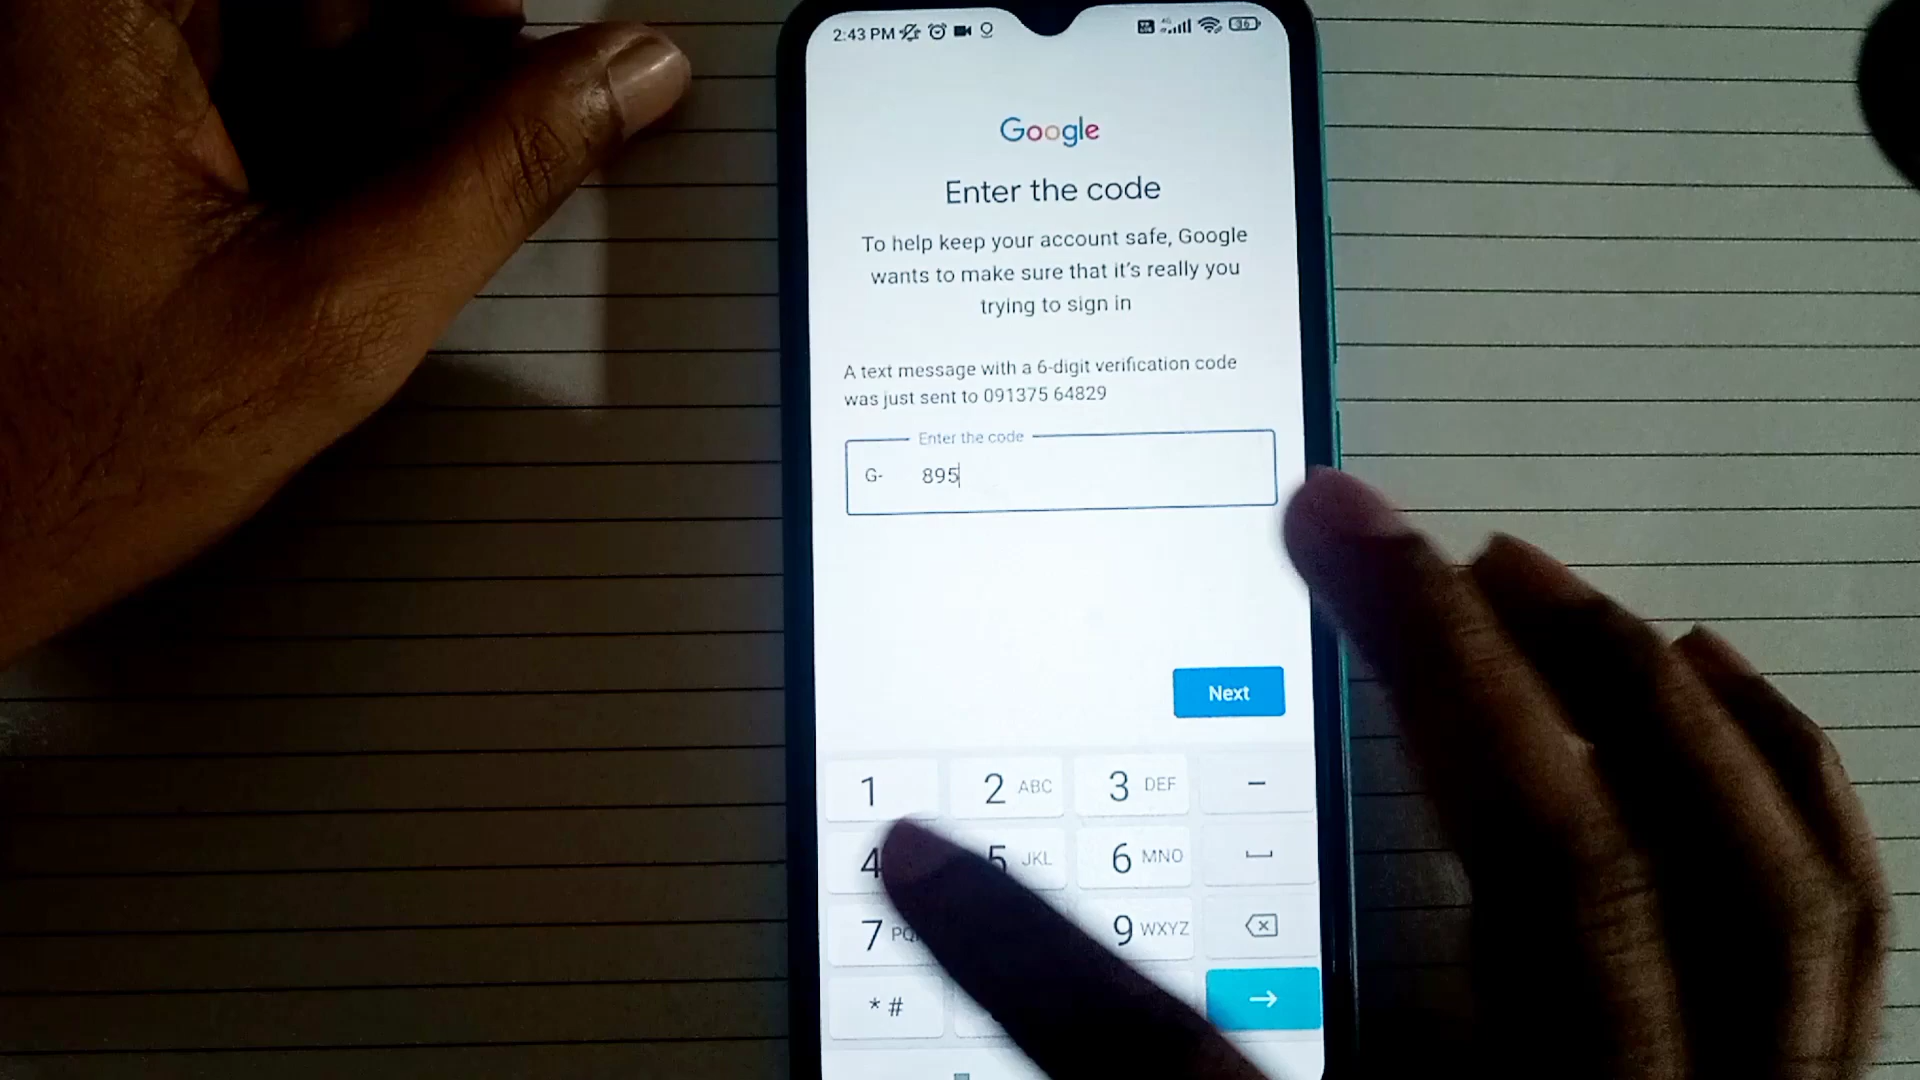 2:43 PM
36
Google
Enter the code
To help keep your account safe, Google
wants to make sure that it's really you
trying to sign in
A text message with a 6-digit verification code
was just sent to 091375 64829
Enter the code
G- 895
Next
1 2 ABC 3 DEF –
4 5 JKL 6 MNO
7 9 WXYZ
* #